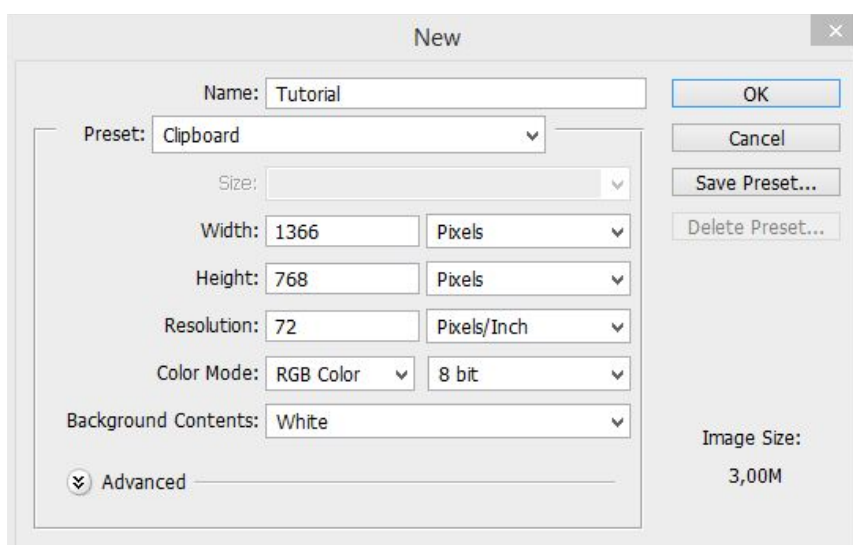 New
Name: Tutorial
OK
Preset: Clipboard
Cancel
Size:
Save Preset...
Width: 1366 Pixels
Delete Preset...
Height: 768 Pixels
Resolution: 72 Pixels/Inch
Color Mode: RGB Color 8 bit
Background Contents: White
Image Size:
Advanced
3,00M